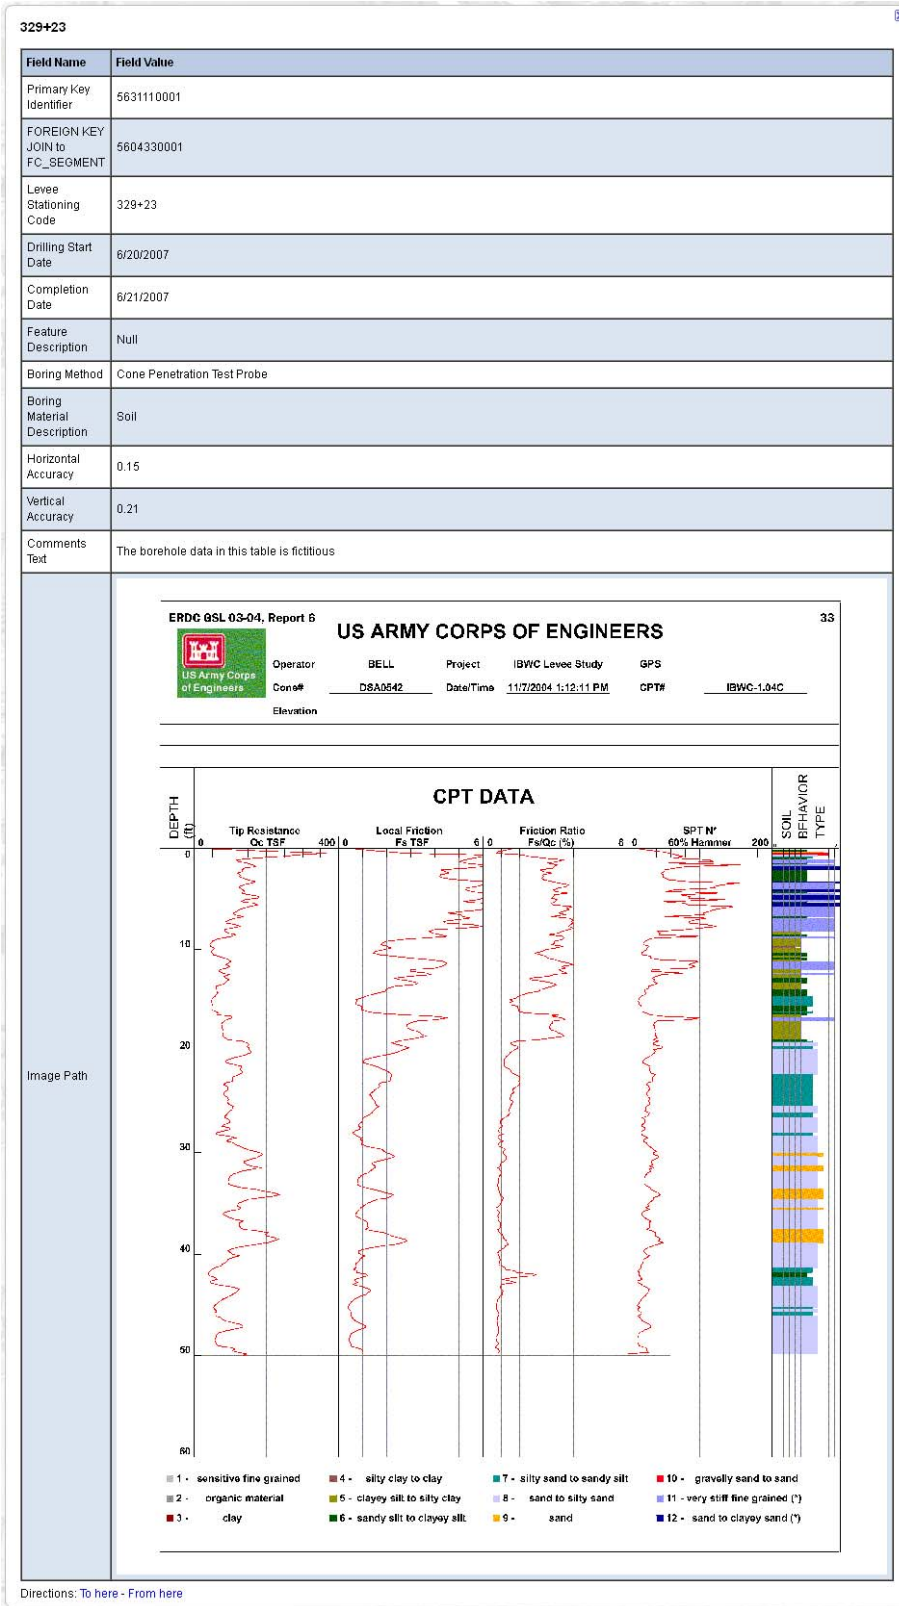 329+23
Field Name Field Value
Primary Key
Identifier
5631110001
FOREIGN KEY
JOIN to
FC_SEGMENT
5604330001
Levee
Stationing
Code
329+23
Drilling Start
Date
6/20/2007
Completion
Date
6/21/2007
Feature
Description
Null
Boring Method Cone Penetration Test Probe
Boring
Material
Description
Soil
Horizontal
Accuracy
0.15
Vertical
Accuracy
0.21
Comments
Text
The borehole data in this table is fictitious
Image Path
ERDC GSL 03-04, Report 6
33
US ARMY CORPS OF ENGINEERS
US Army Corps
of Engineers
Operator BELL Project IBWC Levee Study GPS
Cone# DSA0542 Date/Time 11/7/2004 1:12:11 PM CPT# IBWC-1.04C
Elevation
CPT DATA
DEPTH
(ft)
SOIL
BEHAVIOR
TYPE
Tip Resistance Local Friction Friction Ratio SPT N*
0 Qc TSF 400 0 Fs TSF 6 0 Fs/Qc (%) 8 0 60% Hammer 200
0
10
20
30
40
50
60
1 - sensitive fine grained 4 - silty clay to clay 7 - silty sand to sandy silt 10 - gravelly sand to sand
2 - organic material 5 - clayey silt to silty clay 8 - sand to silty sand 11 - very stiff fine grained (*)
3 - clay 6 - sandy silt to clayey silt 9 - sand 12 - sand to clayey sand (*)
Directions: To here - From here